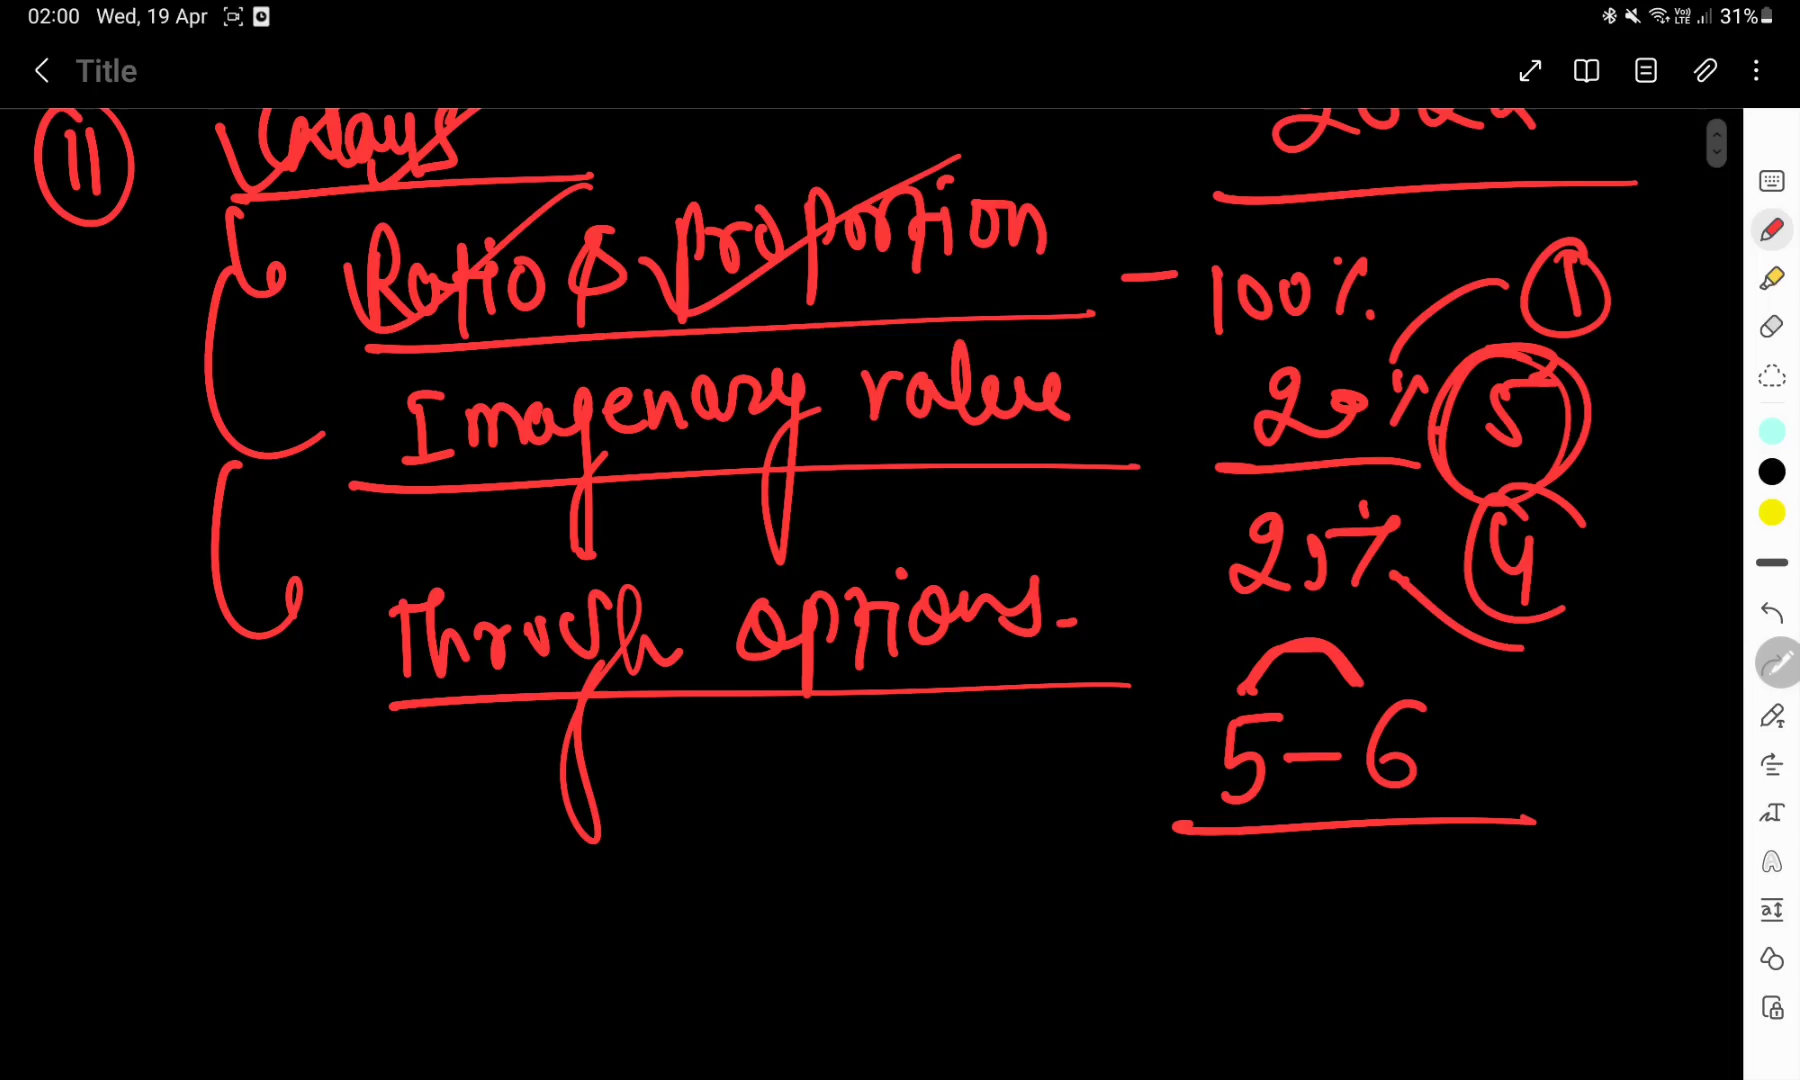 02:00 Wed, 19 Apr 31%
Title
11 Ways
Ratio & proportion - 100% 1
Imagenary value 20% 5
25% 4
Through options.
5-6